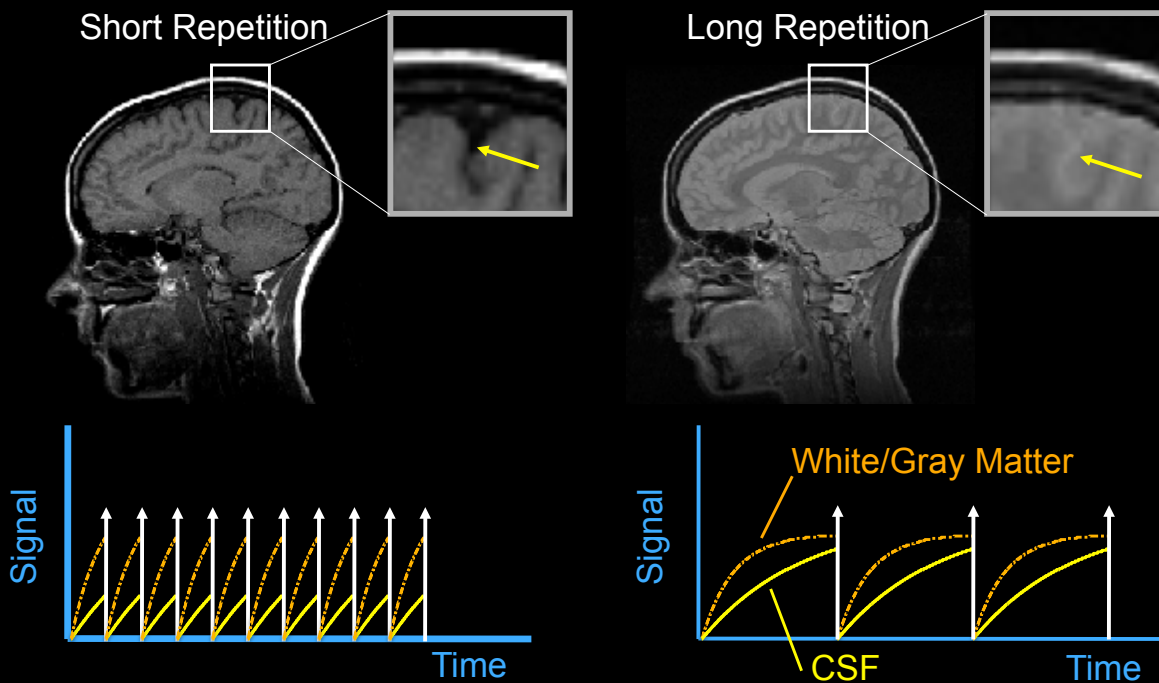 Short Repetition
Long Repetition
Signal
Time
White/Gray Matter
Signal
CSF
Time